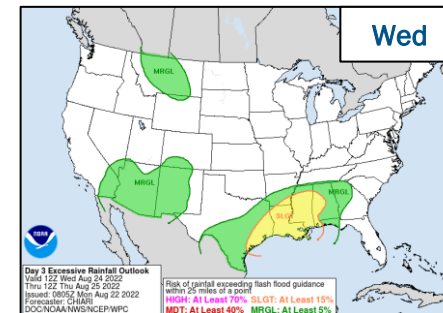 Wed
MRGL
MRGL
MRGL
SLGT
NOAA
Day 3 Excessive Rainfall Outlook
Valid 12Z Wed Aug 24 2022
Thru 12Z Thu Aug 25 2022
Issued: 0805Z Mon Aug 22 2022
Forecaster: CHIARI
DOC/NOAA/NWS/NCEP/WPC
Risk of rainfall exceeding flash flood guidance
within 25 miles of a point
HIGH: At Least 70% SLGT: At Least 15%
MDT: At Least 40% MRGL: At Least 5%